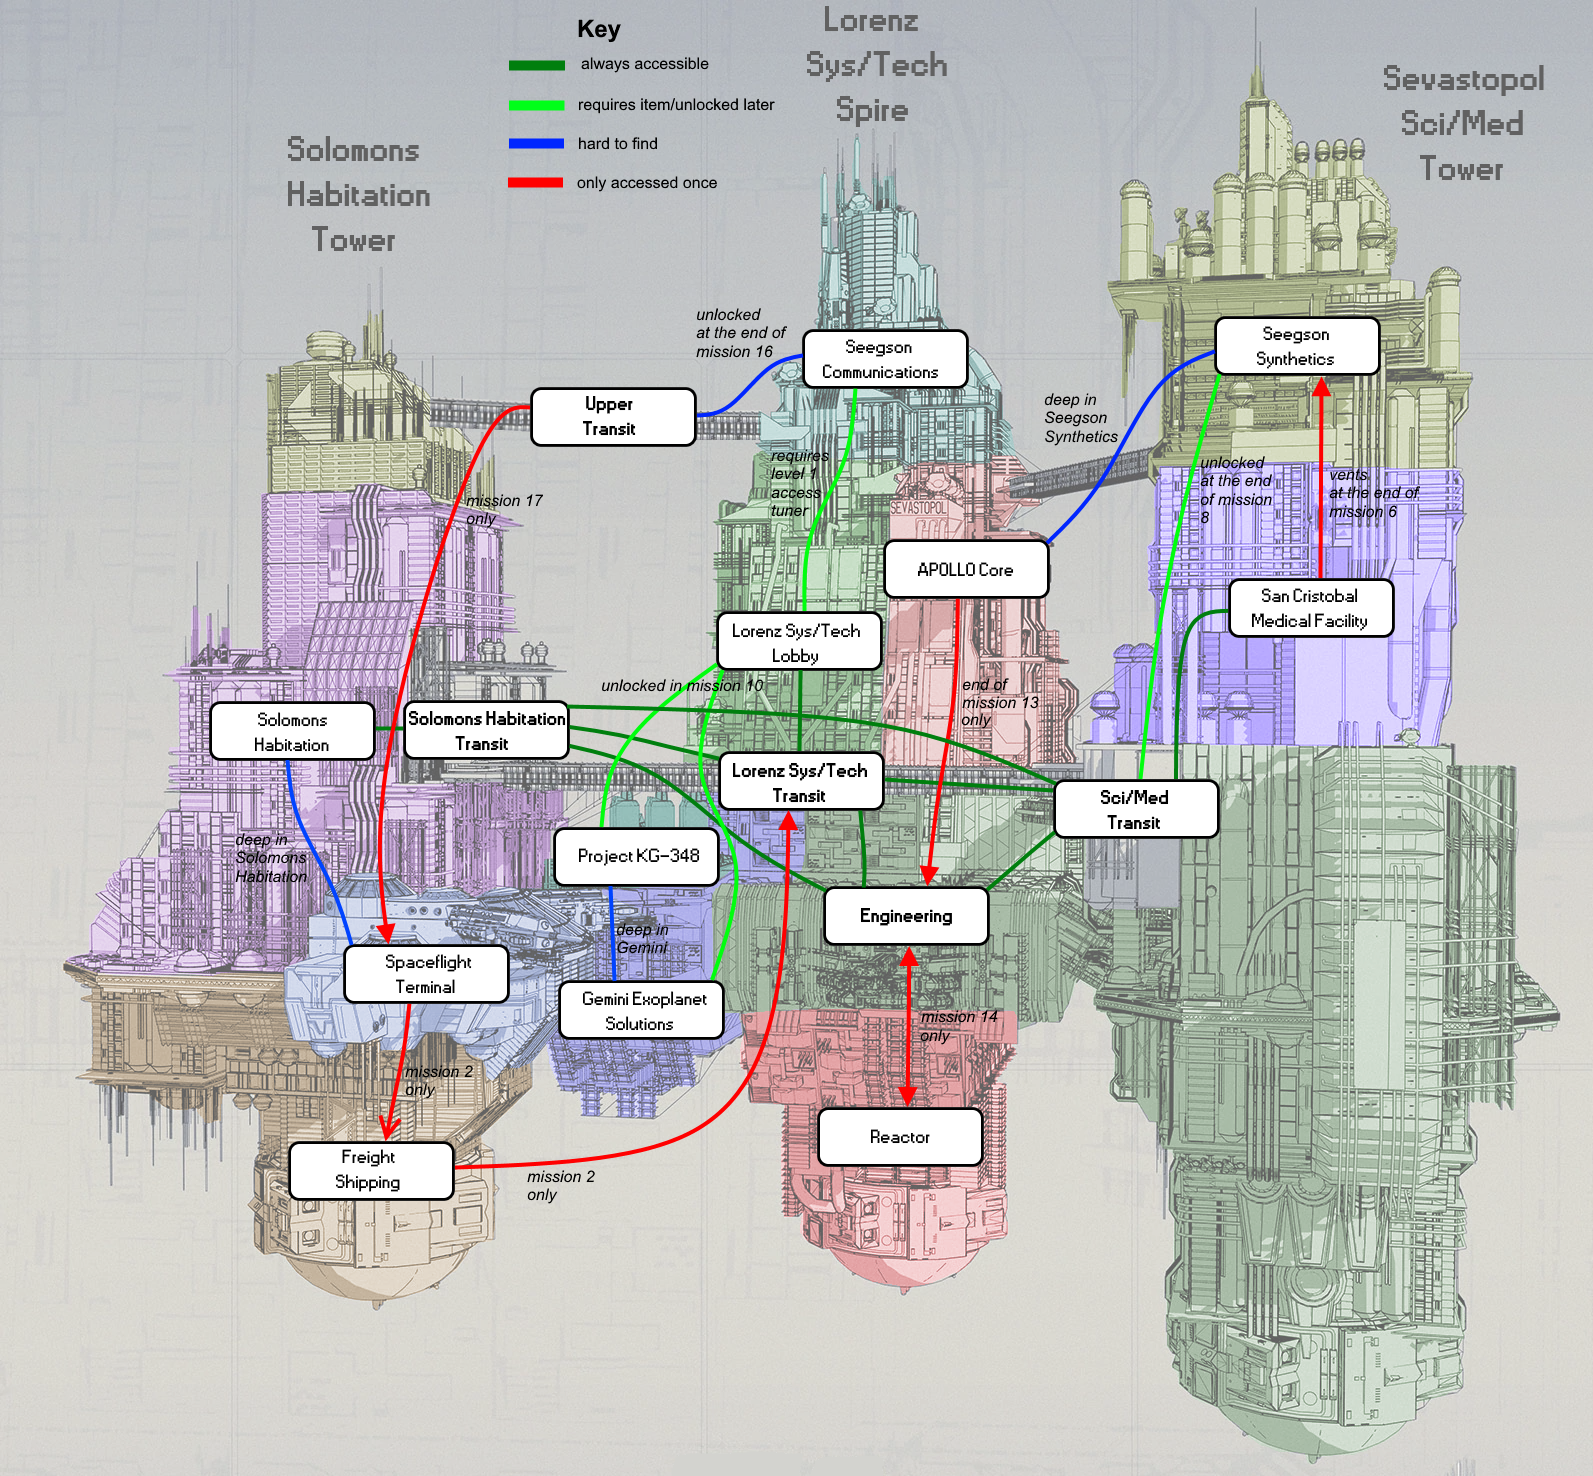 Key
always accessible
requires item/unlocked later
hard to find
only accessed once
Lorenz
Sys/Tech
Spire
Sevastopol
Sci/Med
Tower
Solomons
Habitation
Tower
unlocked
at the end of
mission 16
Seegson
Communications
Seegson
Synthetics
Upper
Transit
deep in
Seegson
Synthetics
requires
level 1
access
tuner
unlocked
at the end
of mission
8
vents
at the end of
mission 6
mission 17
only
SEVASTOPOL
APOLLO Core
San Cristobal
Medical Facility
Lorenz Sys/Tech
Lobby
unlocked in mission 10
end of
mission 13
only
Solomons
Habitation
Solomons Habitation
Transit
Lorenz Sys/Tech
Transit
Sci/Med
Transit
deep in
Solomons
Habitation
Project KG-348
Engineering
deep in
Gemini
Spaceflight
Terminal
Gemini Exoplanet
Solutions
mission 14
only
mission 2
only
Reactor
Freight
Shipping
mission 2
only